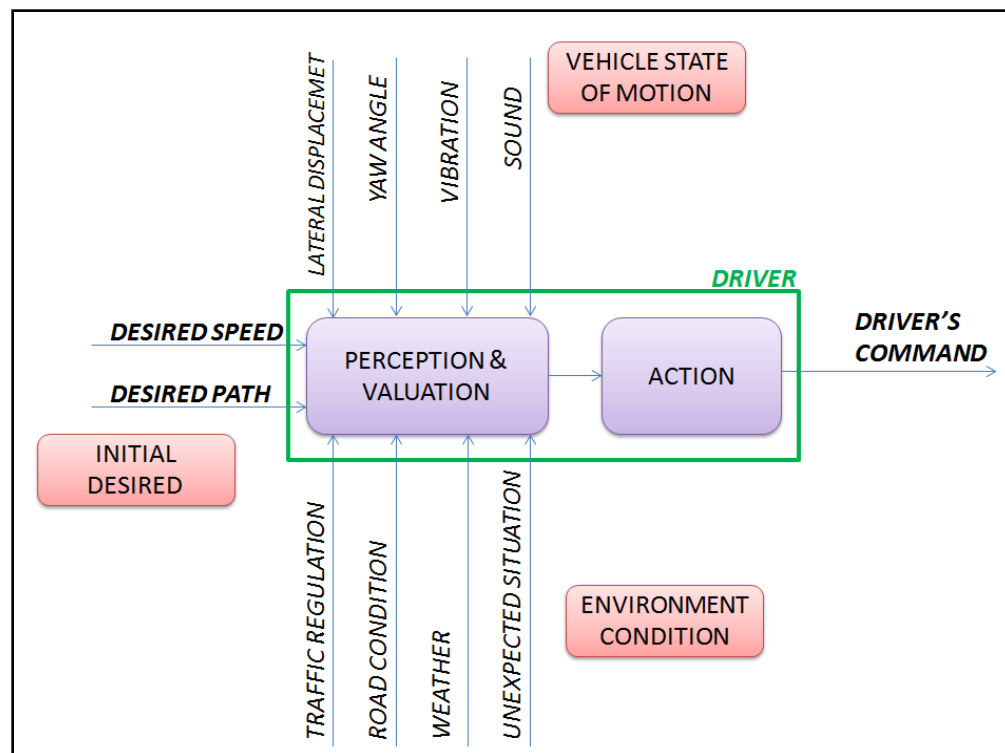 VEHICLE STATE
OF MOTION
LATERAL DISPLACEMET
YAW ANGLE
VIBRATION
SOUND
DRIVER
DESIRED SPEED
DESIRED PATH
PERCEPTION &
VALUATION
ACTION
DRIVER'S
COMMAND
INITIAL
DESIRED
TRAFFIC REGULATION
ROAD CONDITION
WEATHER
UNEXPECTED SITUATION
ENVIRONMENT
CONDITION